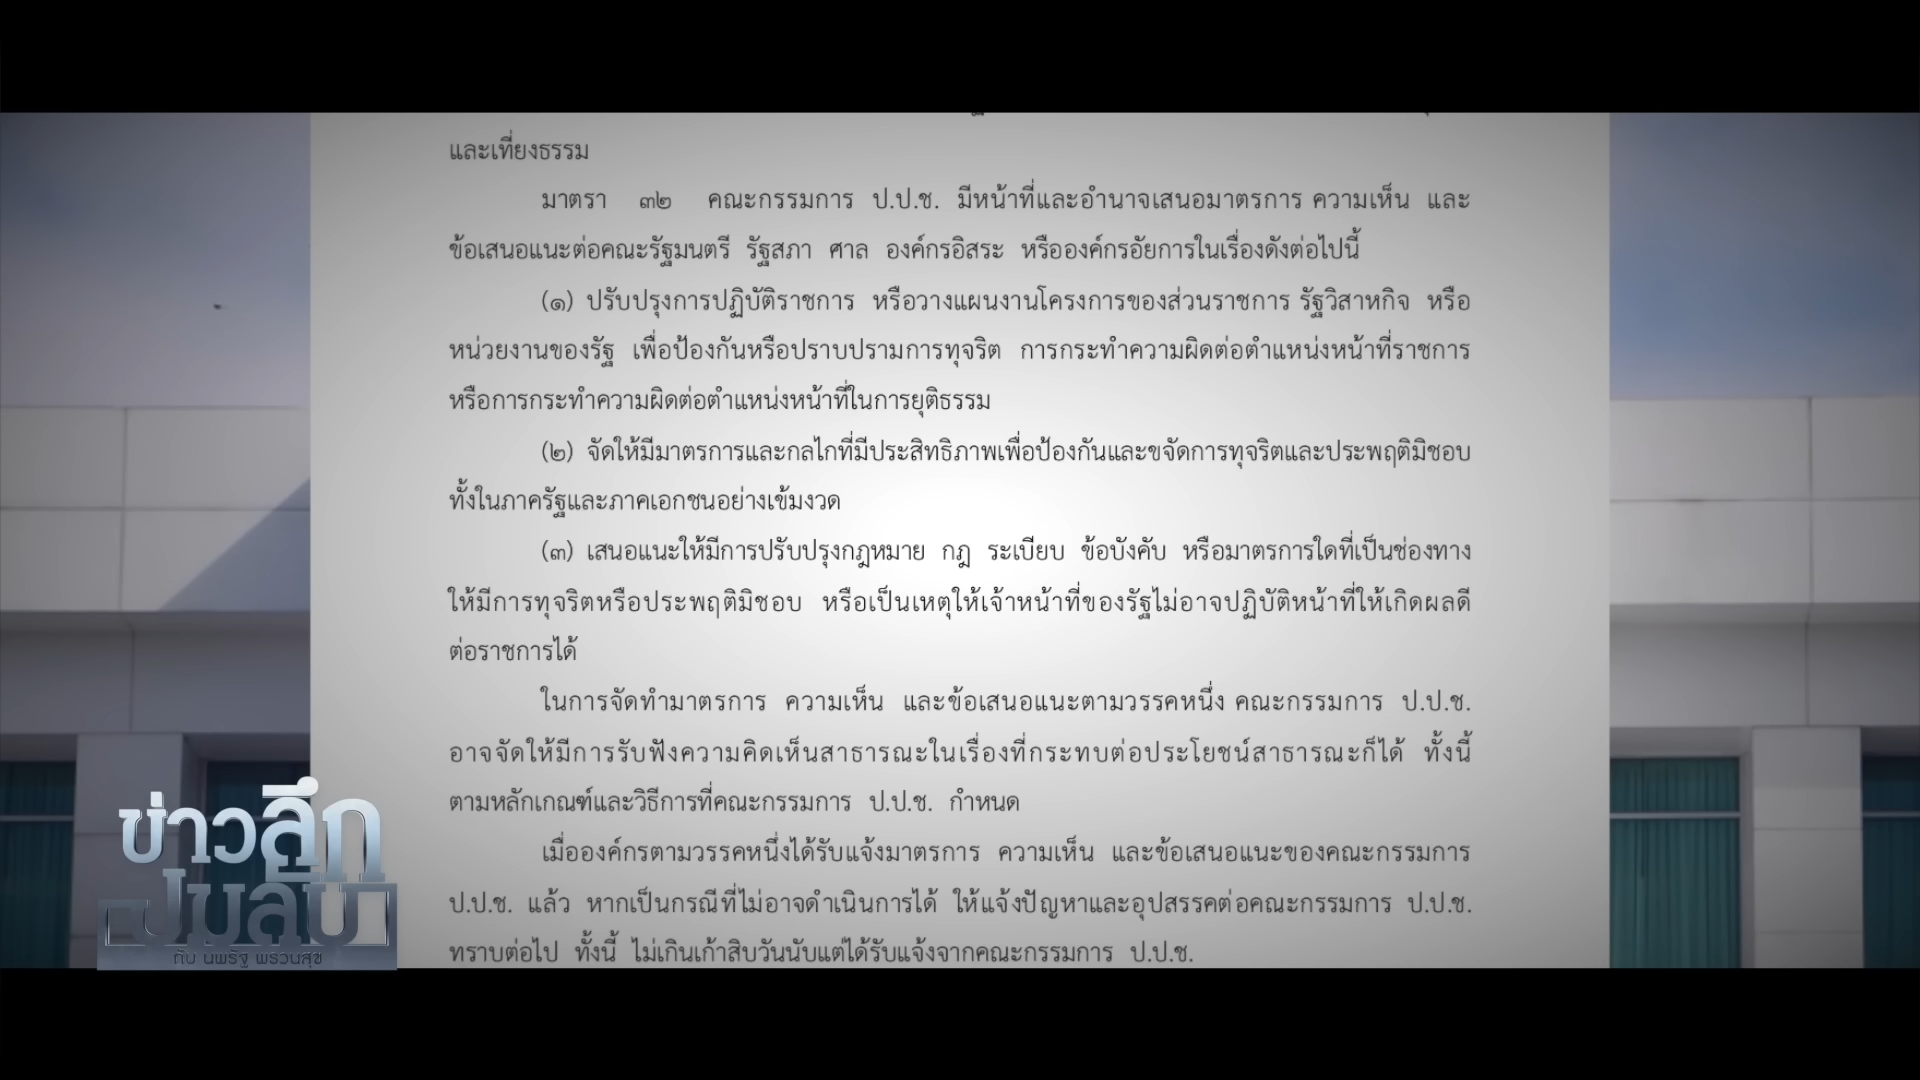 และเที่ยงธรรม
มาตรา ๓๒ คณะกรรมการ ป.ป.ช. มีหน้าที่และอำนาจเสนอมาตรการ ความเห็น และ
ข้อเสนอแนะต่อคณะรัฐมนตรี รัฐสภา ศาล องค์กรอิสระ หรือองค์กรอัยการในเรื่องดังต่อไปนี้
(๑) ปรับปรุงการปฏิบัติราชการ หรือวางแผนงานโครงการของส่วนราชการ รัฐวิสาหกิจ หรือ
หน่วยงานของรัฐ เพื่อป้องกันหรือปราบปรามการทุจริต การกระทำความผิดต่อตำแหน่งหน้าที่ราชการ
หรือการกระทำความผิดต่อตำแหน่งหน้าที่ในการยุติธรรม
(๒) จัดให้มีมาตรการและกลไกที่มีประสิทธิภาพเพื่อป้องกันและขจัดการทุจริตและประพฤติมิชอบ
ทั้งในภาครัฐและภาคเอกชนอย่างเข้มงวด
(๓) เสนอแนะให้มีการปรับปรุงกฎหมาย กฎ ระเบียบ ข้อบังคับ หรือมาตรการใดที่เป็นช่องทาง
ให้มีการทุจริตหรือประพฤติมิชอบ หรือเป็นเหตุให้เจ้าหน้าที่ของรัฐไม่อาจปฏิบัติหน้าที่ให้เกิดผลดี
ต่อราชการได้
ในการจัดทำมาตรการ ความเห็น และข้อเสนอแนะตามวรรคหนึ่ง คณะกรรมการ ป.ป.ช.
อาจจัดให้มีการรับฟังความคิดเห็นสาธารณะในเรื่องที่กระทบต่อประโยชน์สาธารณะก็ได้ ทั้งนี้
ตามหลักเกณฑ์และวิธีการที่คณะกรรมการ ป.ป.ช. กำหนด
เมื่อองค์กรตามวรรคหนึ่งได้รับแจ้งมาตรการ ความเห็น และข้อเสนอแนะของคณะกรรมการ
ป.ป.ช. แล้ว หากเป็นกรณีที่ไม่อาจดำเนินการได้ ให้แจ้งปัญหาและอุปสรรคต่อคณะกรรมการ ป.ป.ช.
ทราบต่อไป ทั้งนี้ ไม่เกินเก้าสิบวันนับแต่ได้รับแจ้งจากคณะกรรมการ ป.ป.ช.
ข่าวลึก
ปมลับ
กับ นพรัฐ พรวนสุข